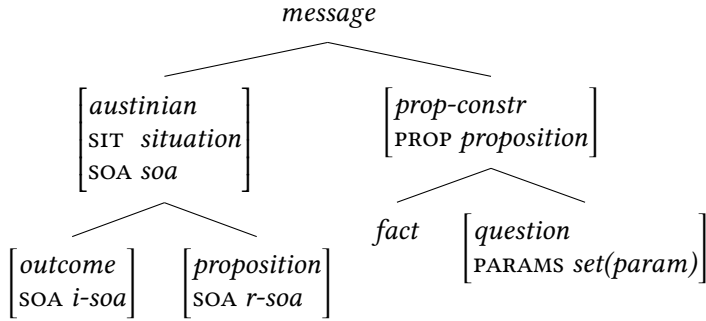 message
austinian
SIT situation
SOA soa
prop-constr
PROP proposition
fact
question
PARAMS set(param)
outcome
SOA i-soa
proposition
SOA r-soa